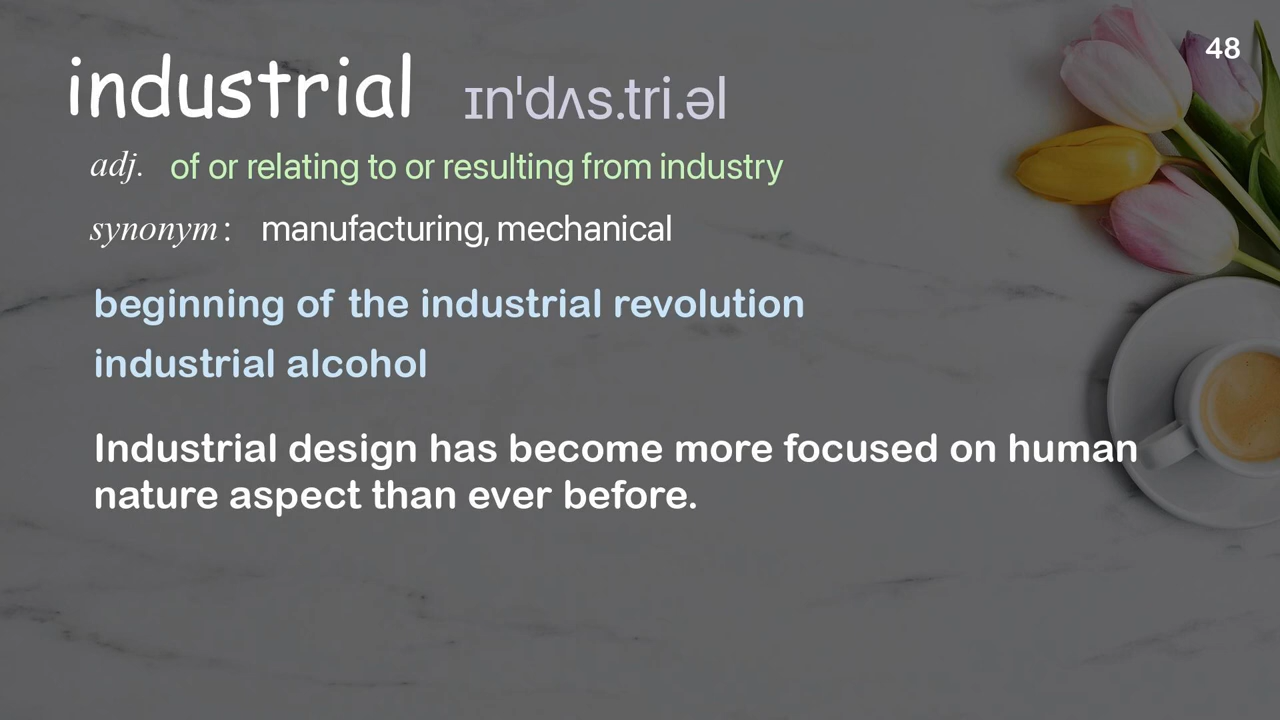 48
industrial ɪnˈdʌs.tri.əl
adj. of or relating to or resulting from industry
synonym: manufacturing, mechanical
beginning of the industrial revolution
industrial alcohol
Industrial design has become more focused on human
nature aspect than ever before.